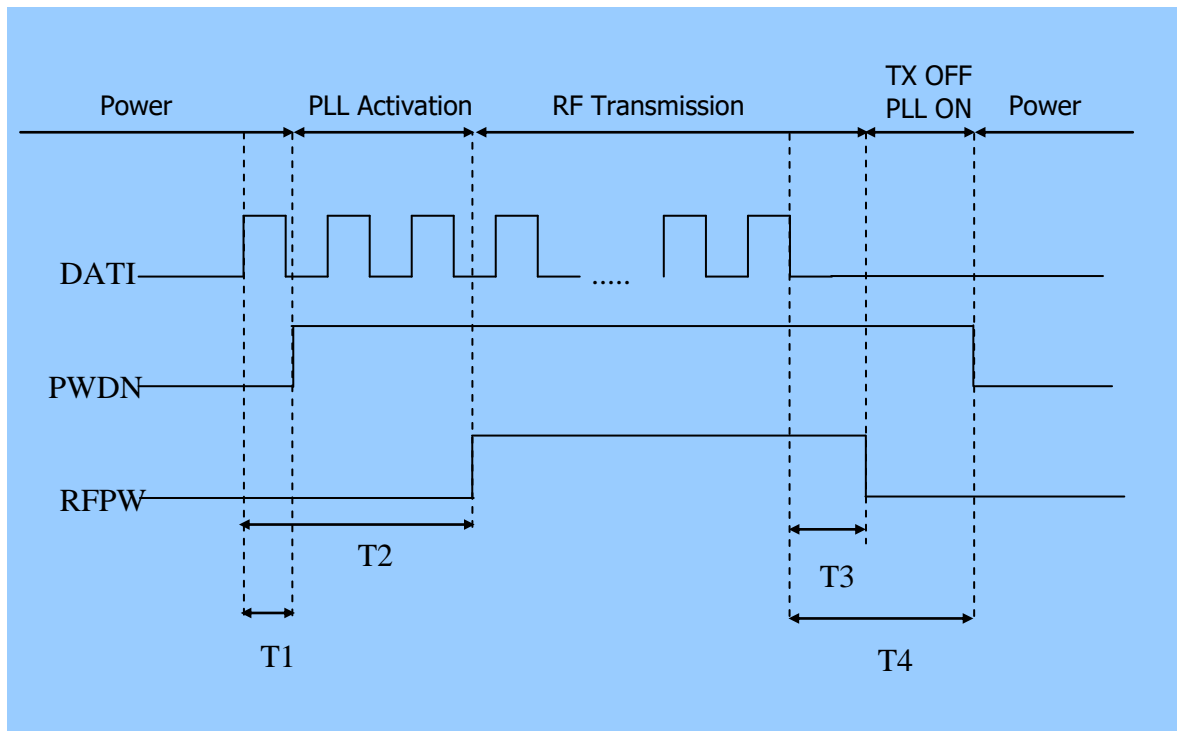 TX OFF
Power PLL Activation RF Transmission PLL ON Power
DATI
.....
PWDN
RFPW
T2
T3
T1
T4